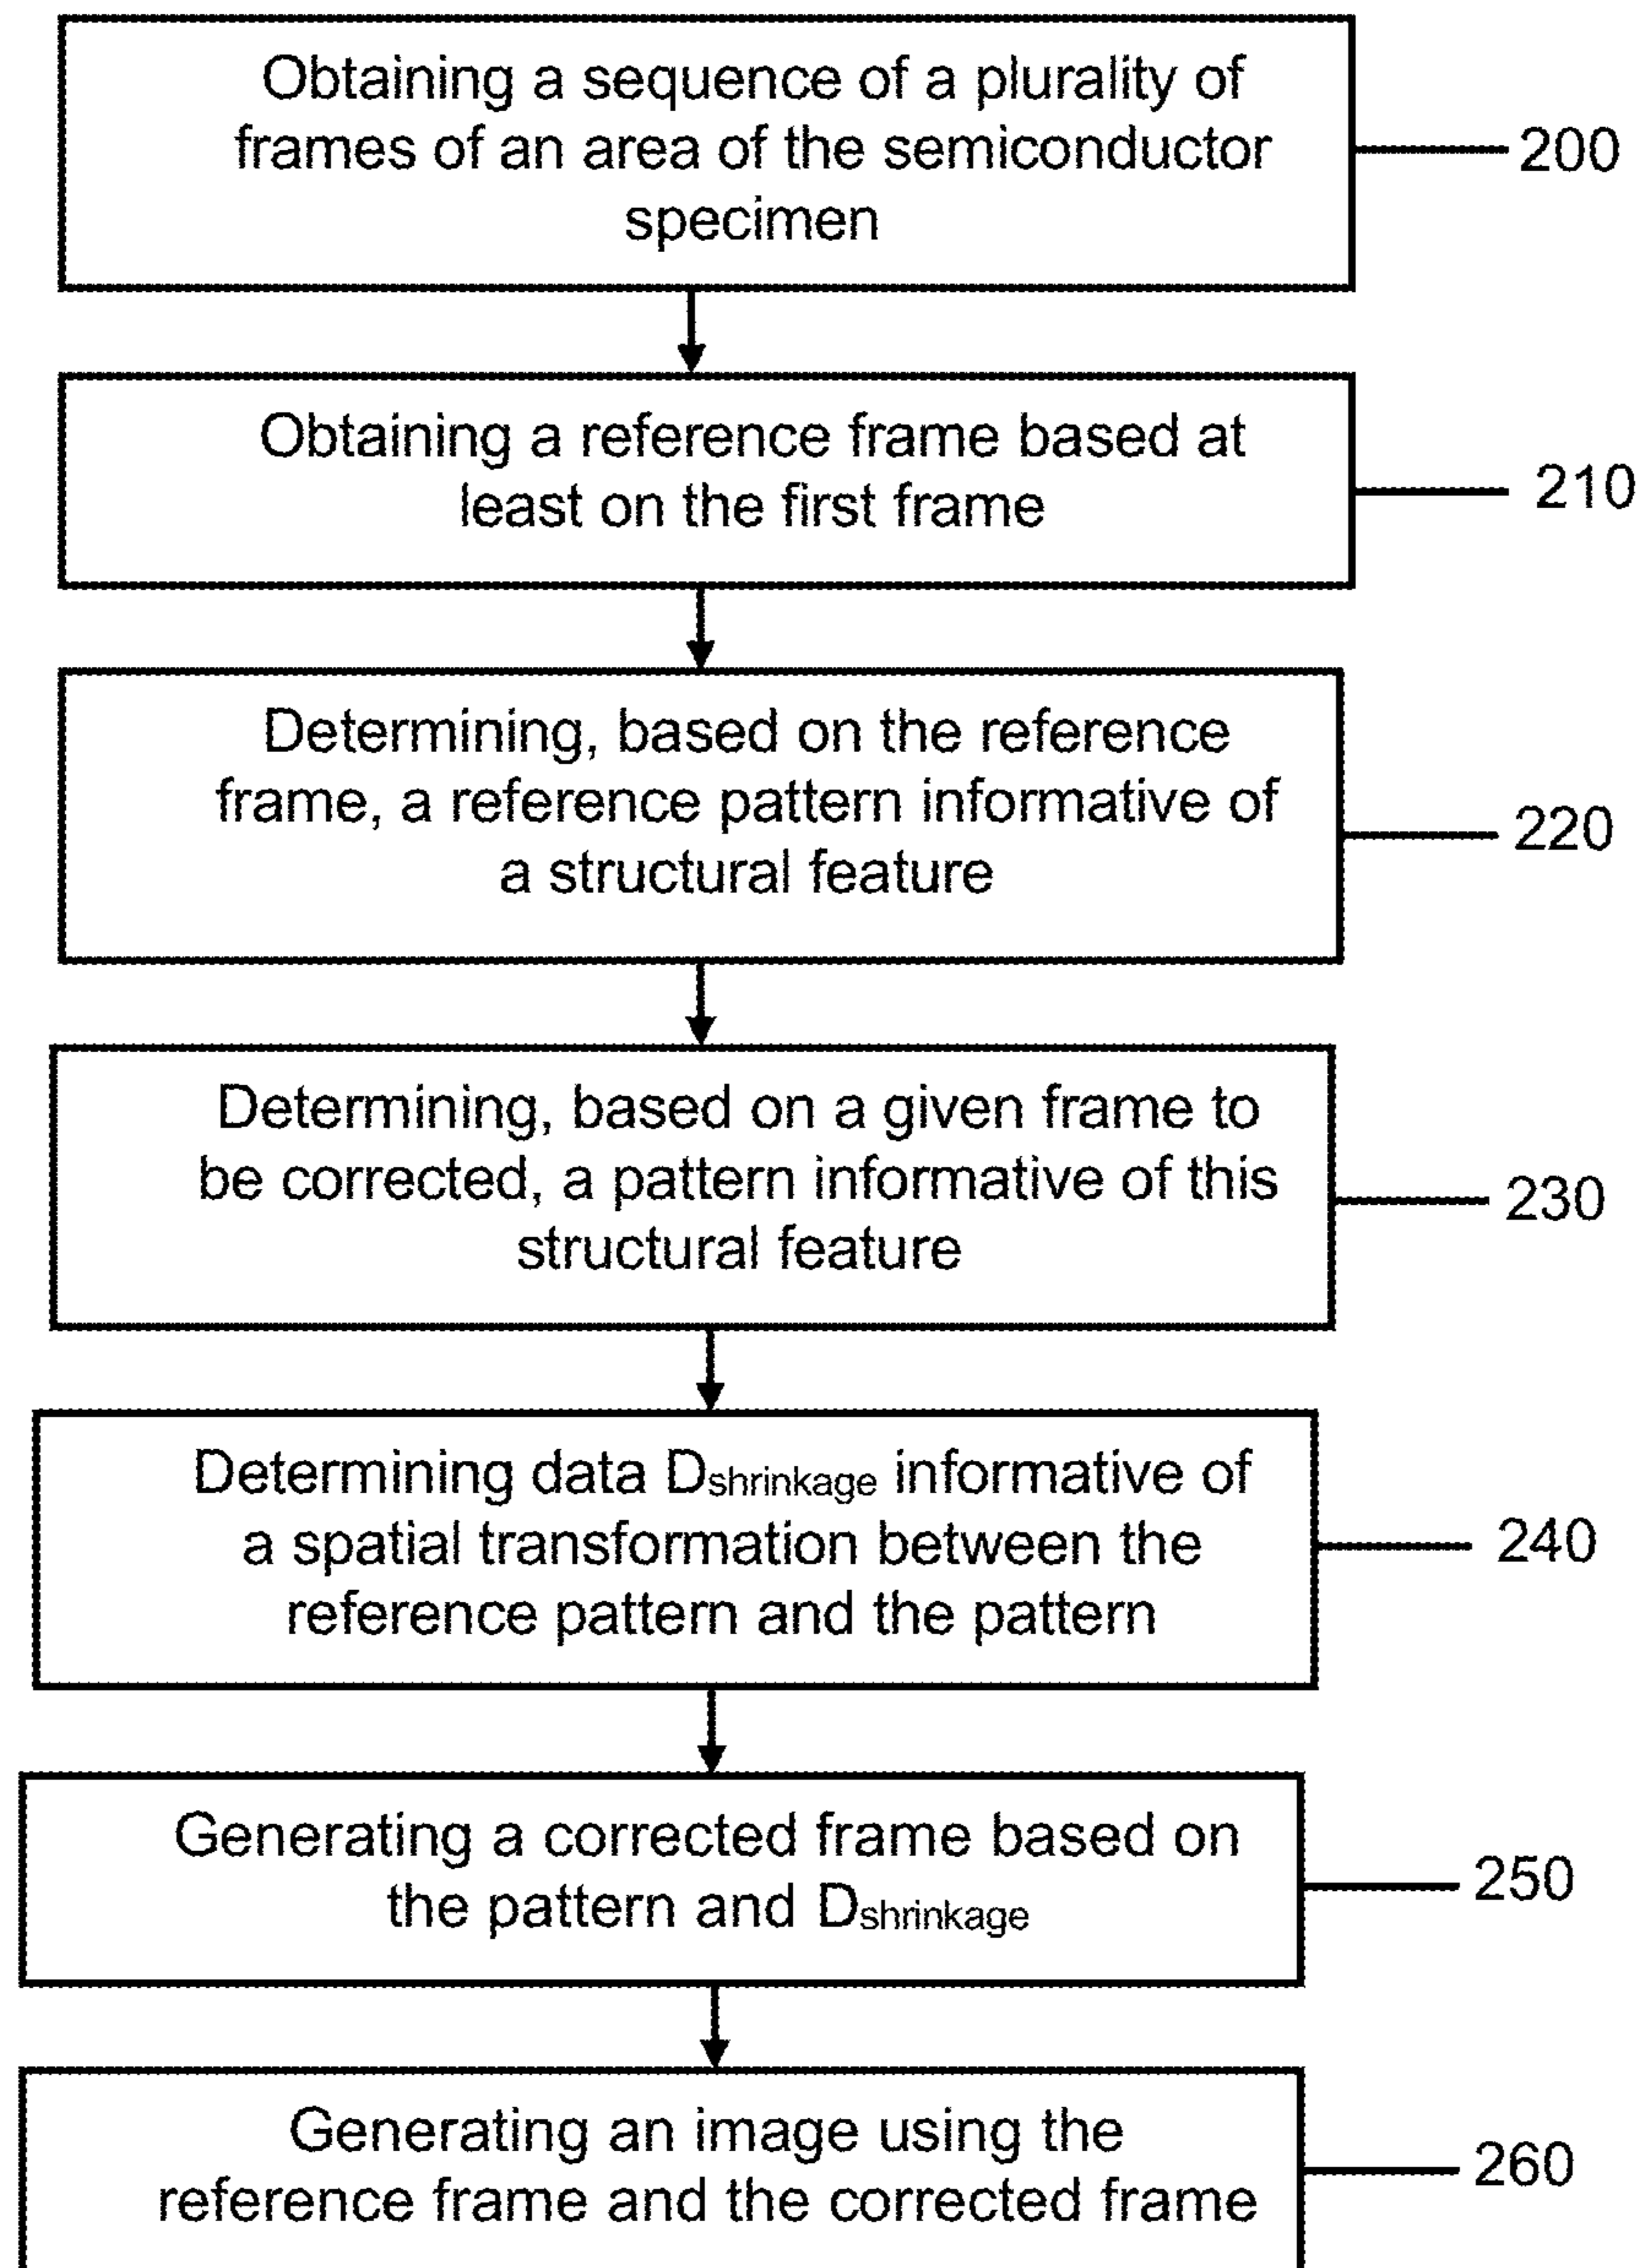 Obtaining a sequence of a plurality of
frames of an area of the semiconductor
specimen
200
Obtaining a reference frame based at
least on the first frame
210
Determining, based on the reference
frame, a reference pattern informative of
a structural feature
220
Determining, based on a given frame to
be corrected, a pattern informative of this
structural feature
230
Determining data Dshrinkage informative of
a spatial transformation between the
reference pattern and the pattern
240
Generating a corrected frame based on
the pattern and Dshrinkage
250
Generating an image using the
reference frame and the corrected frame
260